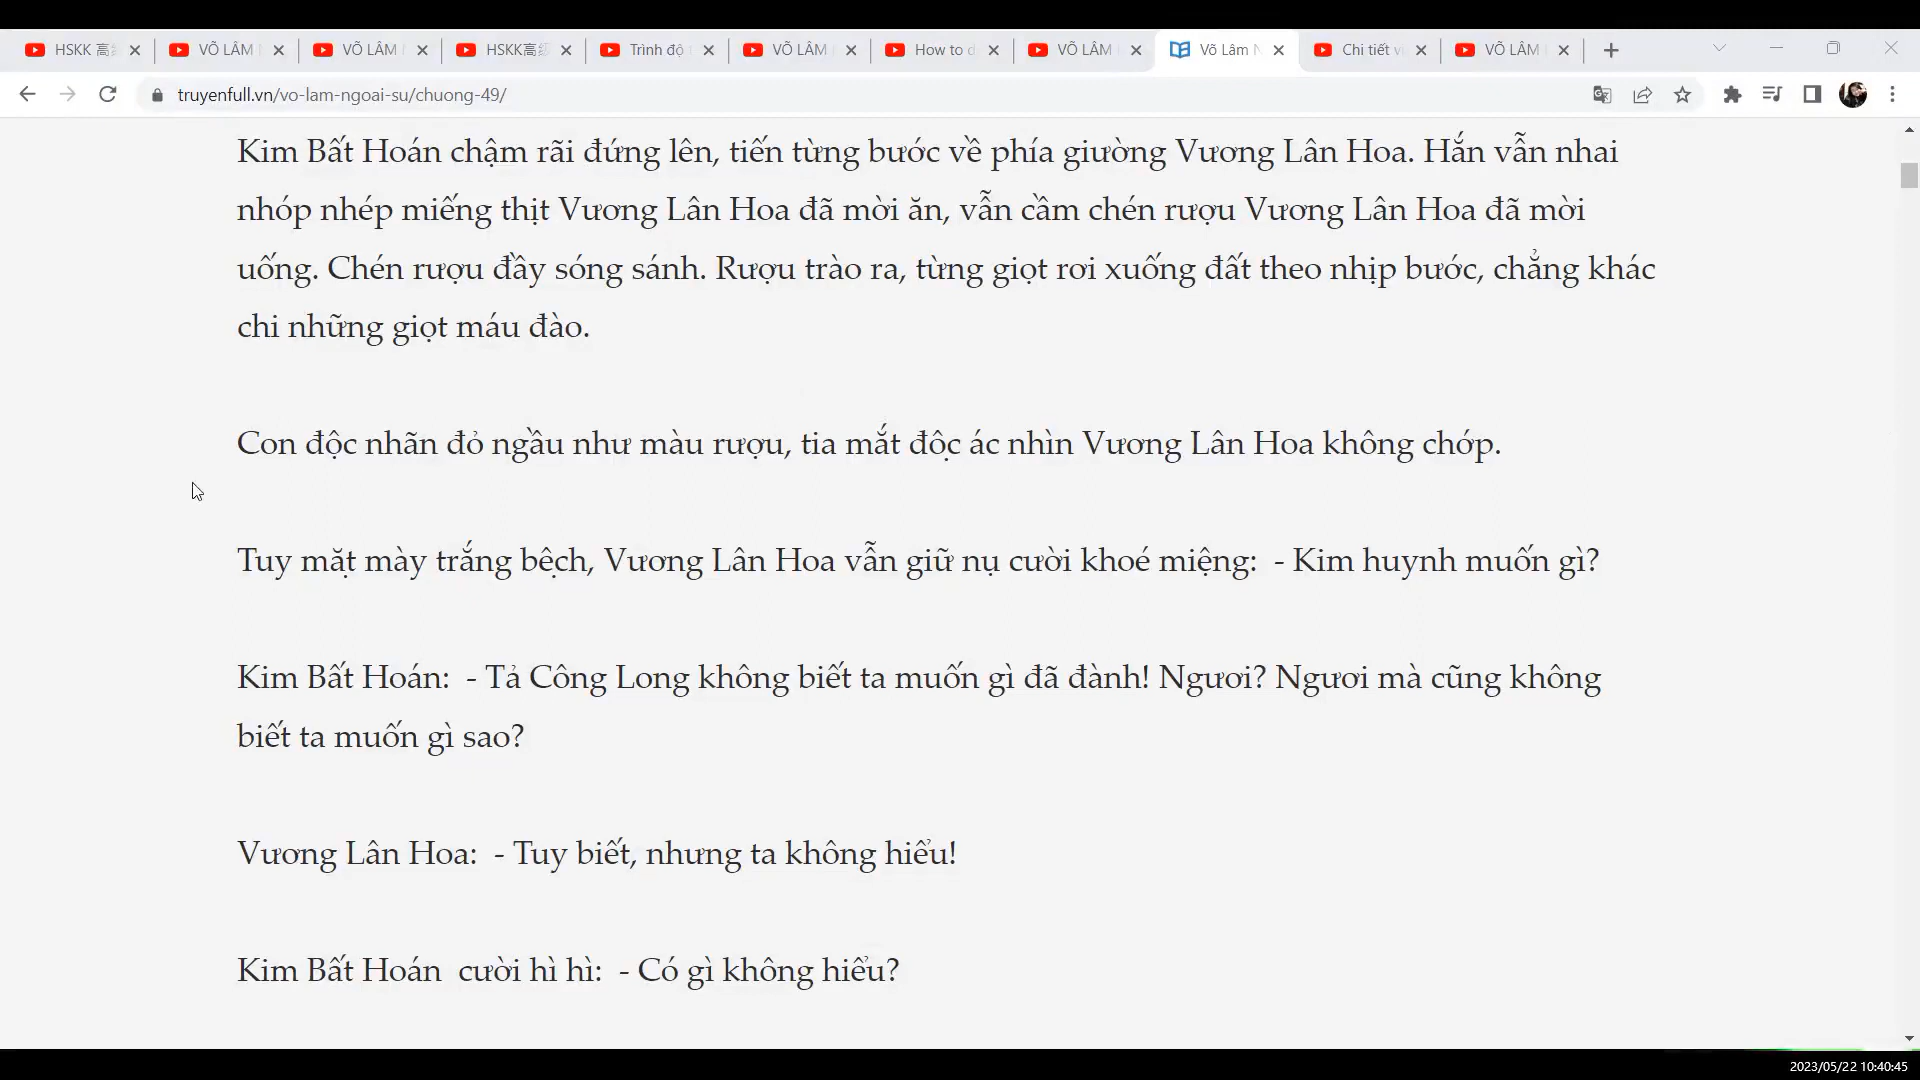 HSKK 高
VÕ LÂM
VÕ LÂM
HSKK高级
Trình độ
VÕ LÂM
How to d
VÕ LÂM
Võ Lâm N
Chi tiết v
VÕ LÂM
truyenfull.vn/vo-lam-ngoai-su/chuong-49/
Kim Bất Hoán chậm rãi đứng lên, tiến từng bước về phía giường Vương Lân Hoa. Hắn vẫn nhai
nhóp nhép miếng thịt Vương Lân Hoa đã mời ăn, vẫn cầm chén rượu Vương Lân Hoa đã mời
uống. Chén rượu đầy sóng sánh. Rượu trào ra, từng giọt rơi xuống đất theo nhịp bước, chẳng khác
chi những giọt máu đào.
Con độc nhãn đỏ ngầu như màu rượu, tia mắt độc ác nhìn Vương Lân Hoa không chớp.
Tuy mặt mày trắng bệch, Vương Lân Hoa vẫn giữ nụ cười khoé miệng:  - Kim huynh muốn gì?
Kim Bất Hoán:  - Tả Công Long không biết ta muốn gì đã đành! Ngươi? Ngươi mà cũng không
biết ta muốn gì sao?
Vương Lân Hoa:  - Tuy biết, nhưng ta không hiểu!
Kim Bất Hoán  cười hì hì:  - Có gì không hiểu?
2023/05/22 10:40:45